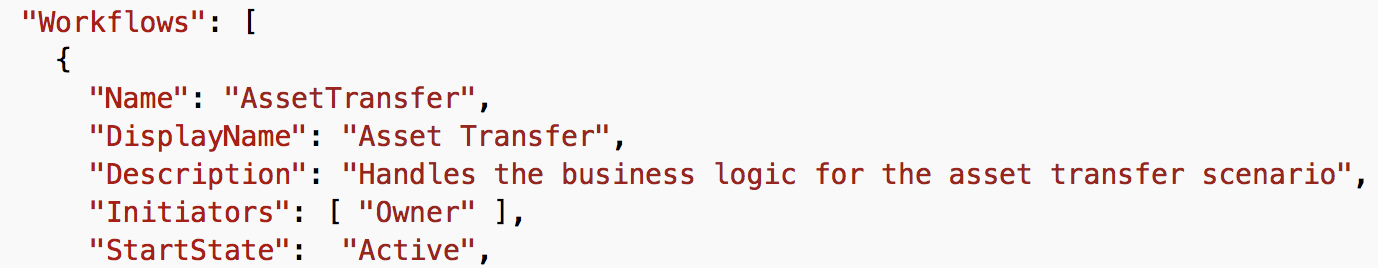 "Workflows": [
{
"Name": "AssetTransfer",
"DisplayName": "Asset Transfer",
"Description": "Handles the business logic for the asset transfer scenario",
"Initiators": [ "Owner" ],
"StartState":  "Active",